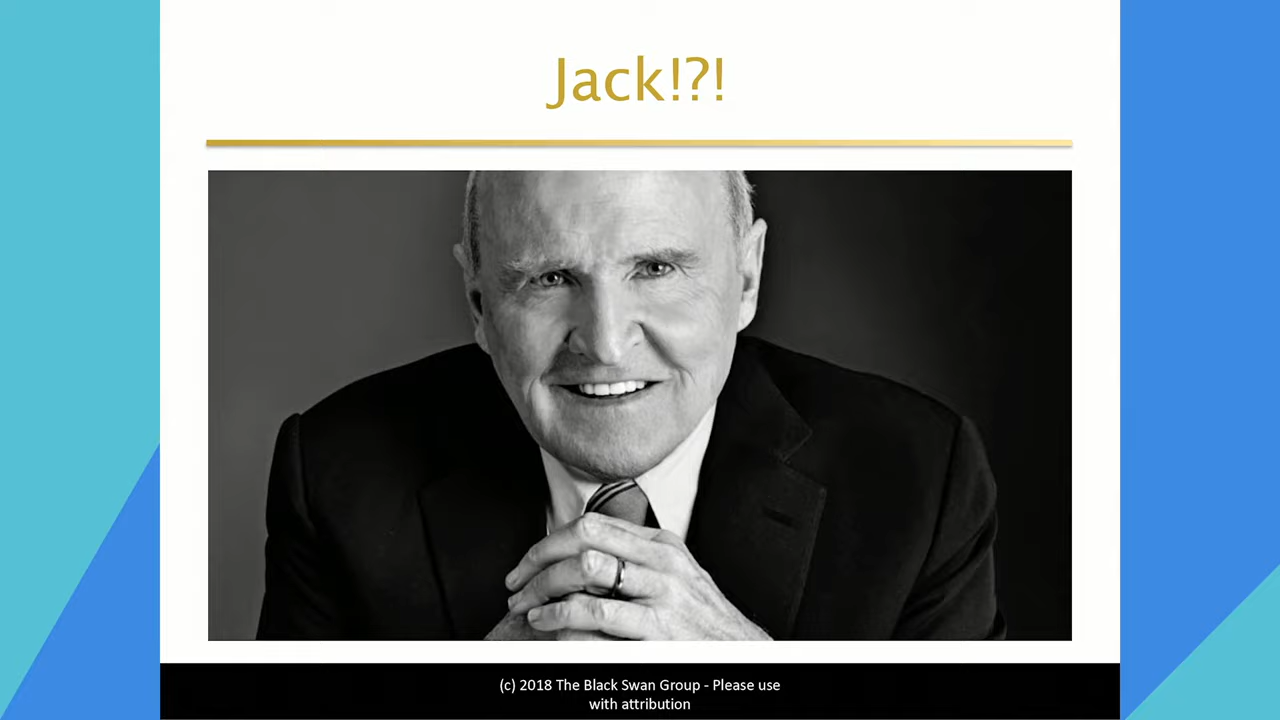 Jack!?!
(c) 2018 The Black Swan Group - Please use
with attribution